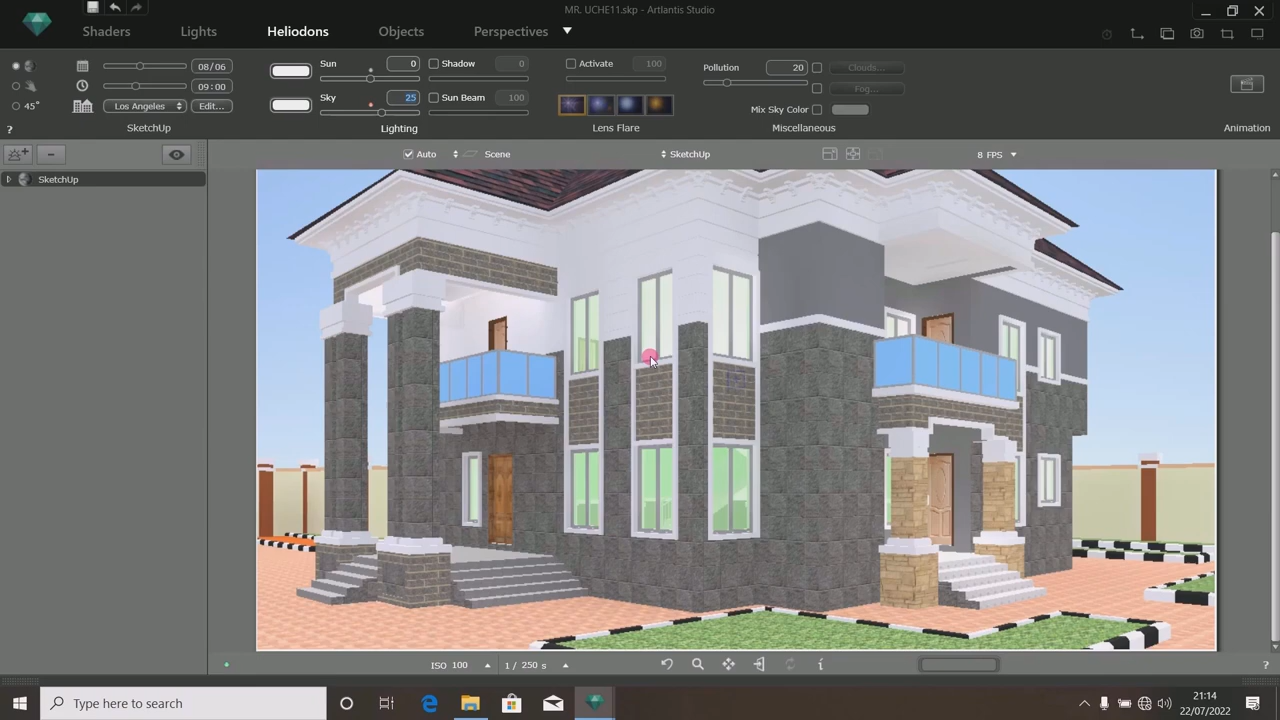 MR. UCHE11.skp - Artlantis Studio
Shaders
Lights
Heliodons
Objects
Perspectives
08/06
09:00
45°
Los Angeles
Edit...
?
SketchUp
Sun
0
Shadow
0
Sky
25
Sun Beam
100
Lighting
Activate
100
Lens Flare
Pollution
20
Clouds...
Fog...
Mix Sky Color
Miscellaneous
Animation
Auto
Scene
SketchUp
8 FPS
SketchUp
ISO 100
1 / 250 s
?
Type here to search
21:14
22/07/2022